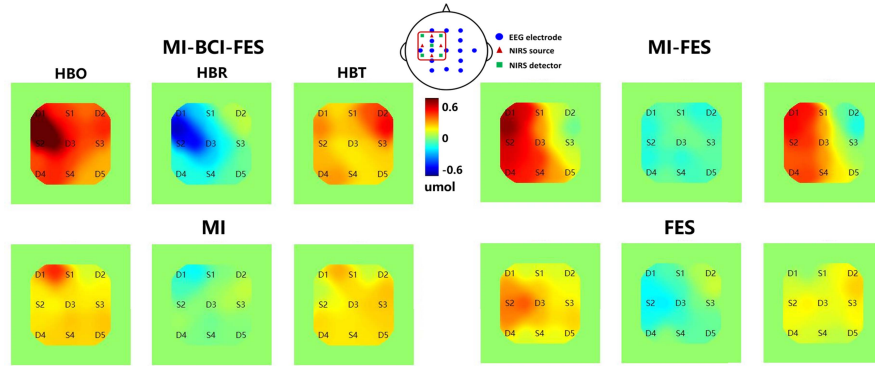 MI-BCI-FES
MI-FES
EEG electrode
NIRS source
NIRS detector
HBO
HBR
HBT
0.6
0
-0.6
umol
D1 S1 D2
S2 D3 S3
D4 S4 D5
D1 S1 D2
S2 D3 S3
D4 S4 D5
D1 S1 D2
S2 D3 S3
D4 S4 D5
D1 S1 D2
S2 D3 S3
D4 S4 D5
D1 S1 D2
S2 D3 S3
D4 S4 D5
D1 S1 D2
S2 D3 S3
D4 S4 D5
MI
FES
D1 S1 D2
S2 D3 S3
D4 S4 D5
D1 S1 D2
S2 D3 S3
D4 S4 D5
D1 S1 D2
S2 D3 S3
D4 S4 D5
D1 S1 D2
S2 D3 S3
D4 S4 D5
D1 S1 D2
S2 D3 S3
D4 S4 D5
D1 S1 D2
S2 D3 S3
D4 S4 D5